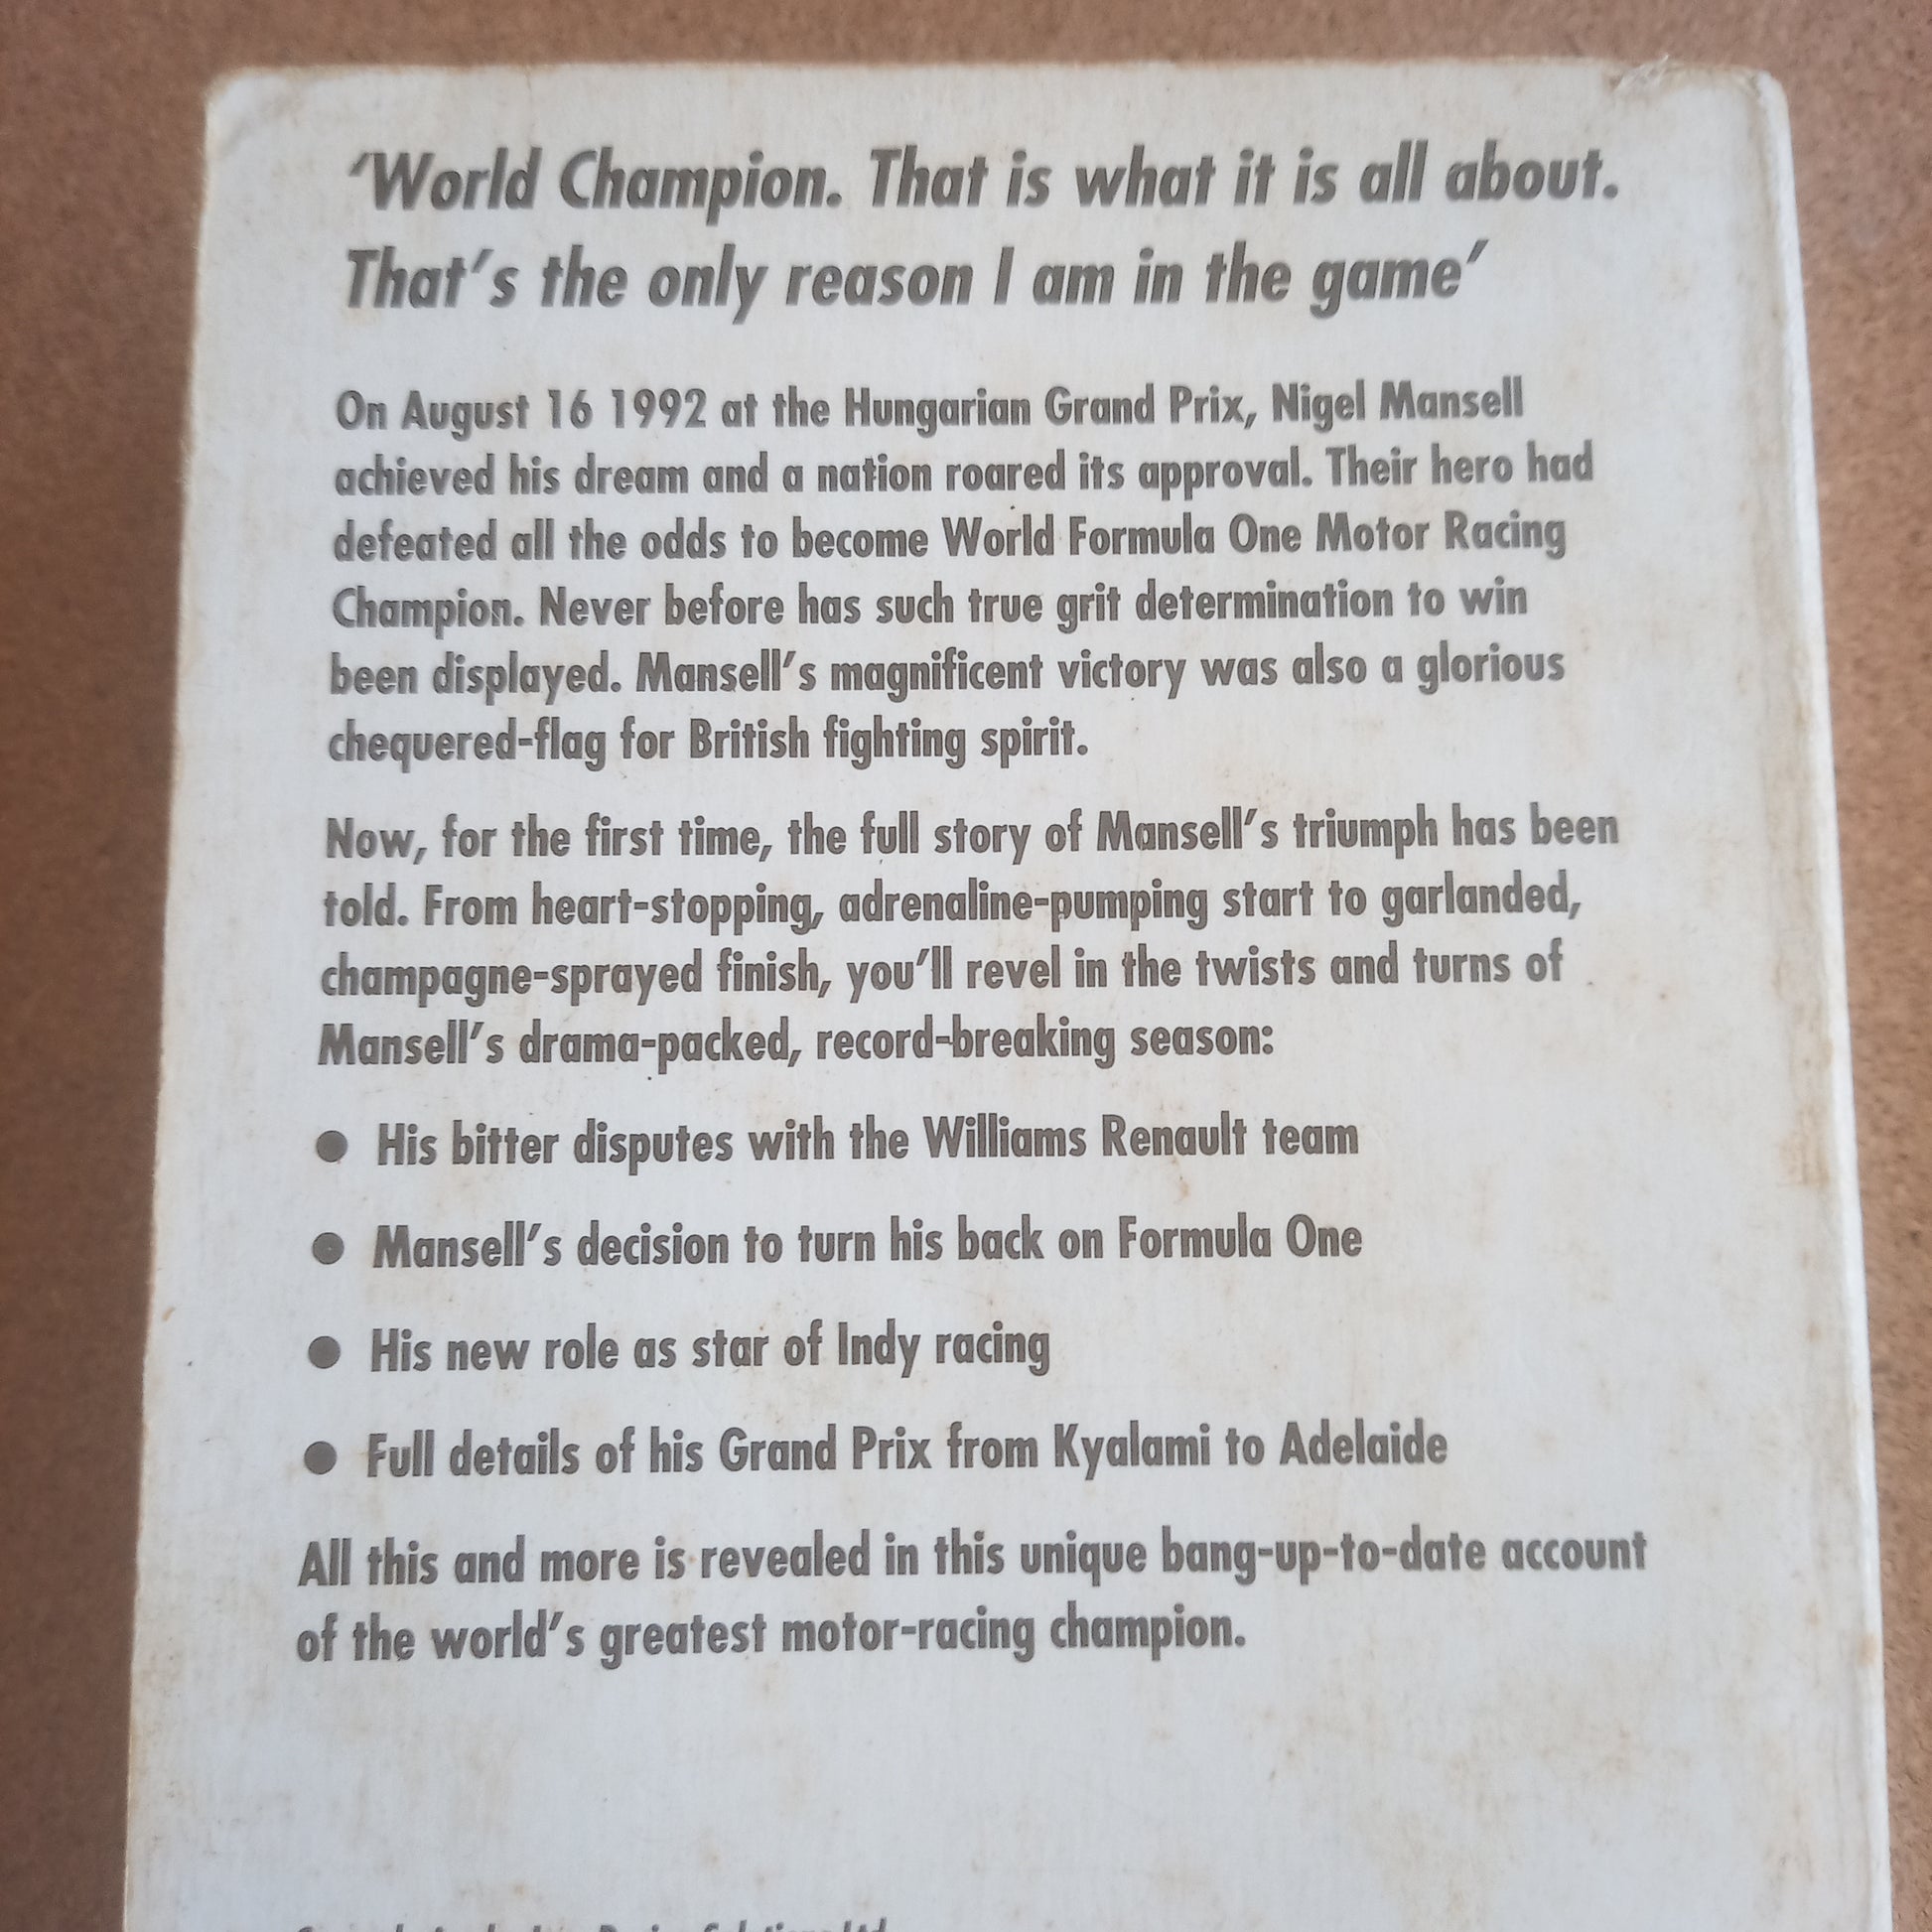 'World Champion. That is what it is all about.
That's the only reason I am in the game'
On August 16 1992 at the Hungarian Grand Prix, Nigel Mansell
achieved his dream and a nation roared its approval. Their hero had
defeated all the odds to become World Formula One Motor Racing
Champion. Never before has such true grit determination to win
been displayed. Mansell's magnificent victory was also a glorious
chequered-flag for British fighting spirit.
Now, for the first time, the full story of Mansell's triumph has been
told. From heart-stopping, adrenaline-pumping start to garlanded,
champagne-sprayed finish, you'll revel in the twists and turns of
Mansell's drama-packed, record-breaking season:
● His bitter disputes with the Williams Renault team
● Mansell's decision to turn his back on Formula One
● His new role as star of Indy racing
● Full details of his Grand Prix from Kyalami to Adelaide
All this and more is revealed in this unique bang-up-to-date account
of the world's greatest motor-racing champion.